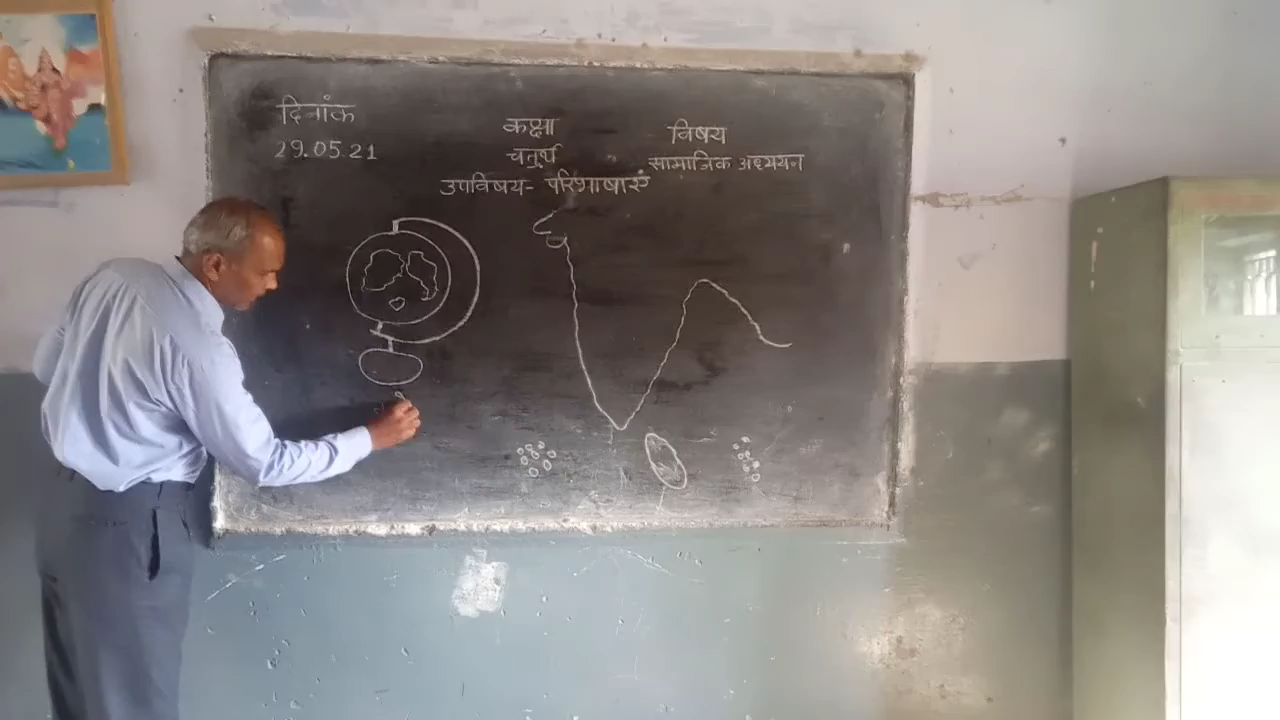 दिनांक
29.05.21
कक्षा
चतुर्थ
विषय
सामाजिक अध्ययन
उपविषय- परिभाषाएं